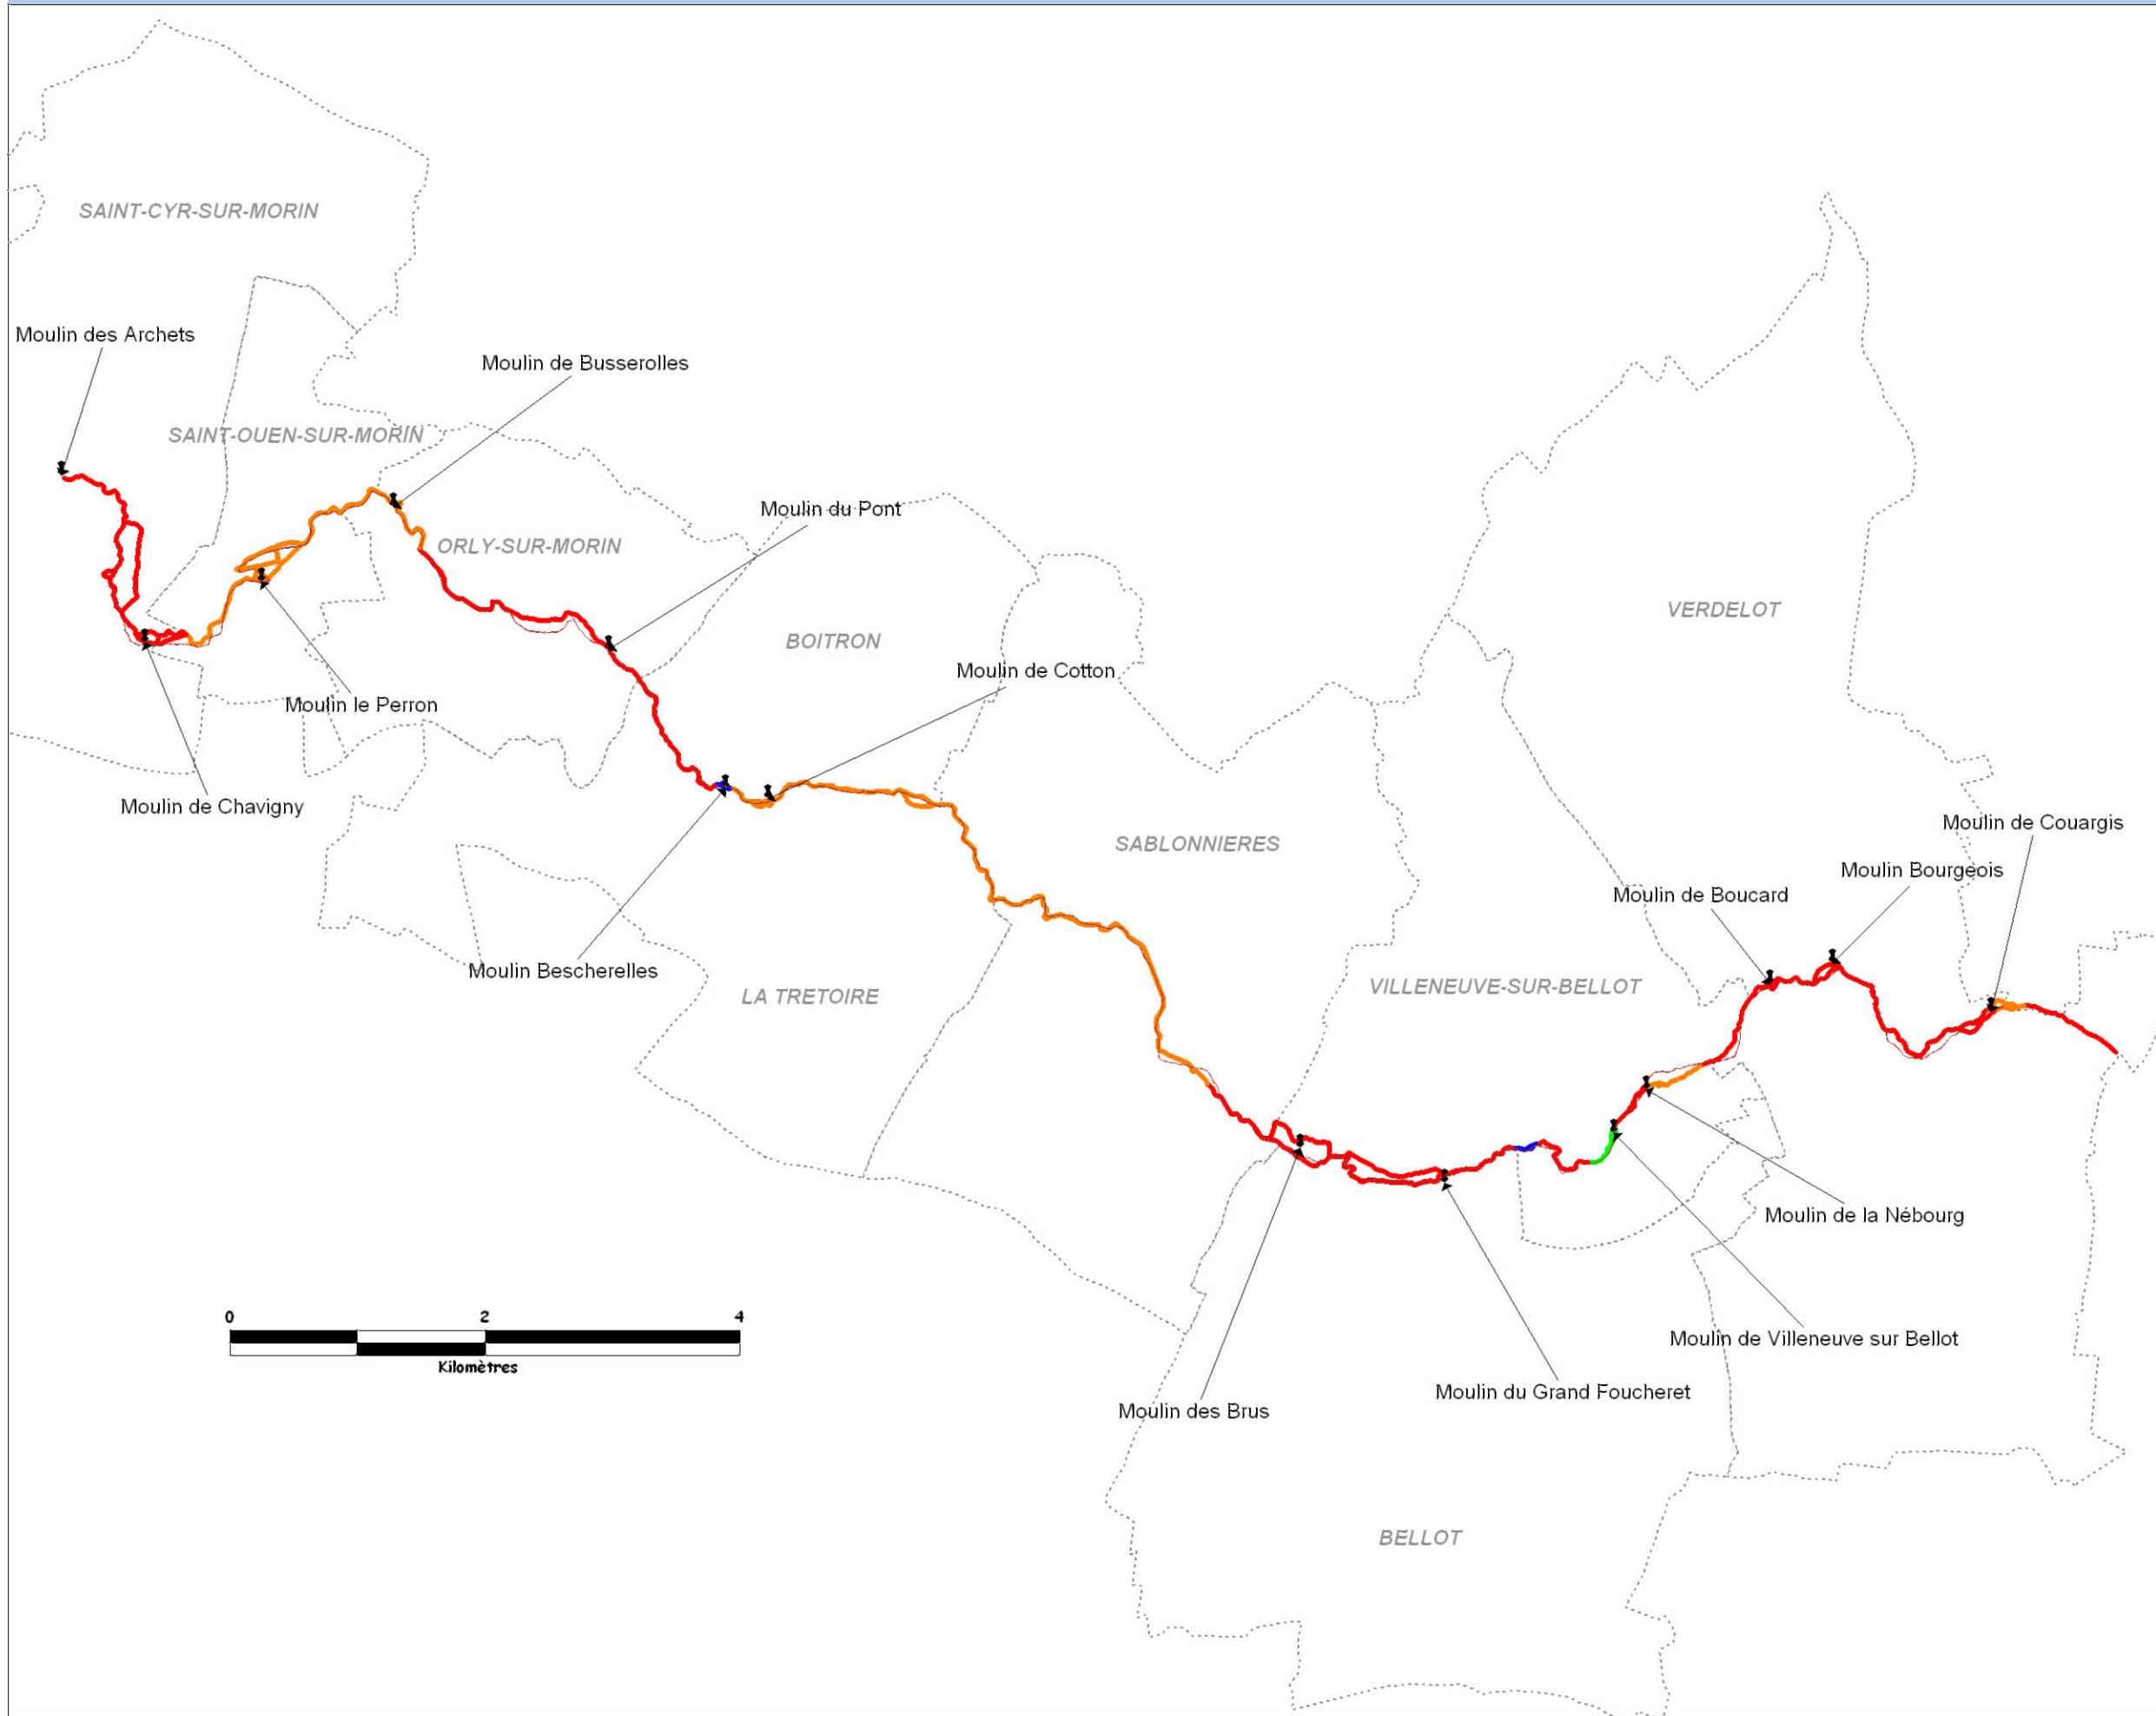 SAINT-CYR-SUR-MORIN
Moulin des Archets
Moulin de Busserolles
SAINT-OUEN-SUR-MORIN
Moulin du Pont
ORLY-SUR-MORIN
VERDELOT
BOITRON
Moulin de Cotton
Moulin le Perron
Moulin de Chavigny
Moulin de Couargis
SABLONNIERES
Moulin Bourgeois
Moulin de Boucard
Moulin Bescherelles
VILLENEUVE-SUR-BELLOT
LA TRETOIRE
Moulin de la Nébourg
0 2 4
Moulin de Villeneuve sur Bellot
Kilomètres
Moulin du Grand Foucheret
Moulin des Brus
BELLOT